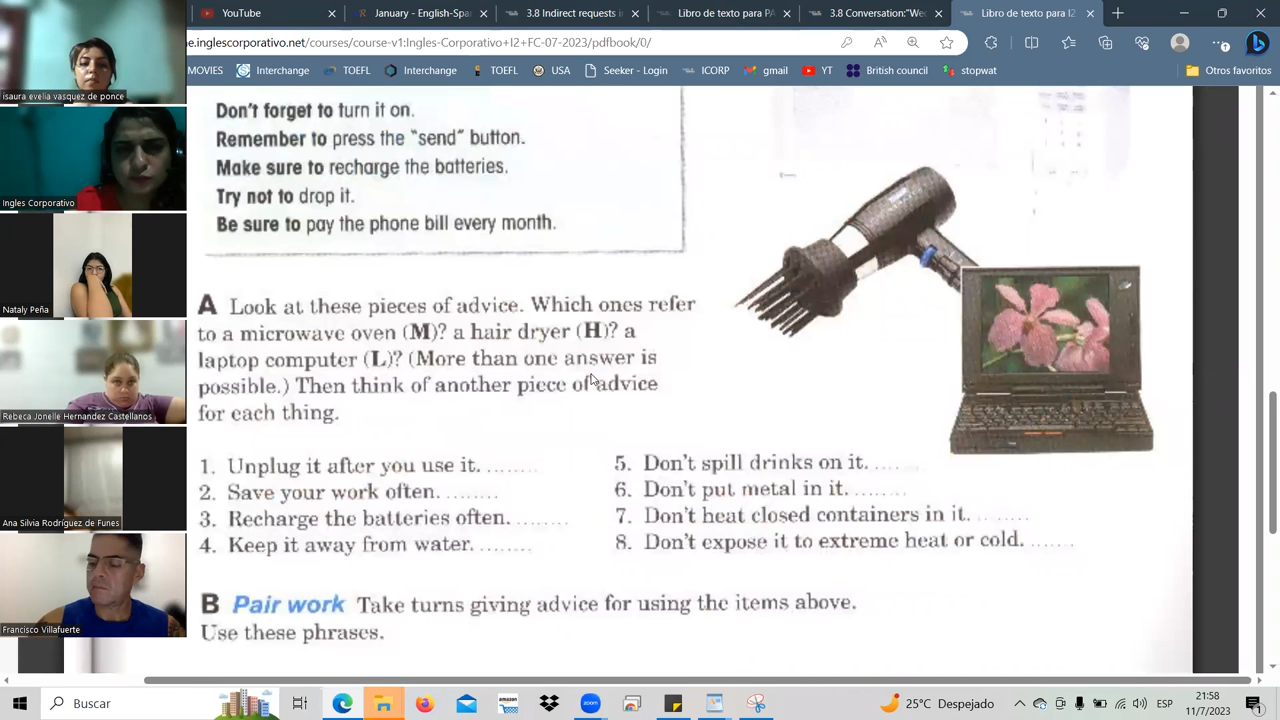 YouTube
January - English-Spa
3.8 Indirect requests i
Libro de texto para PA
3.8 Conversation:"We
Libro de texto para I2
e.inglescorporativo.net/courses/course-v1:Ingles-Corporativo+I2+FC-07-2023/pdfbook/0/
MOVIES
Interchange
TOEFL
Interchange
TOEFL
USA
Seeker - Login
ICORP
gmail
YT
British council
stopwat
Otros favoritos
isaura evelia vasquez de ponce
Ingles Corporativo
Nataly Peña
Rebeca Jonelle Hernandez Castellanos
Ana Silvia Rodríguez de Funes
Francisco Villafuerte
Don't forget to turn it on.
Remember to press the "send" button.
Make sure to recharge the batteries.
Try not to drop it.
Be sure to pay the phone bill every month.
A Look at these pieces of advice. Which ones refer
to a microwave oven (M)? a hair dryer (H)? a
laptop computer (L)? (More than one answer is
possible.) Then think of another piece of advice
for each thing.
1. Unplug it after you use it. ........
2. Save your work often. ........
3. Recharge the batteries often. ........
4. Keep it away from water. ........
5. Don't spill drinks on it. ........
6. Don't put metal in it. ........
7. Don't heat closed containers in it. ........
8. Don't expose it to extreme heat or cold. ........
B Pair work Take turns giving advice for using the items above.
Use these phrases.
Buscar
25°C Despejado
ESP
21:58
11/7/2023